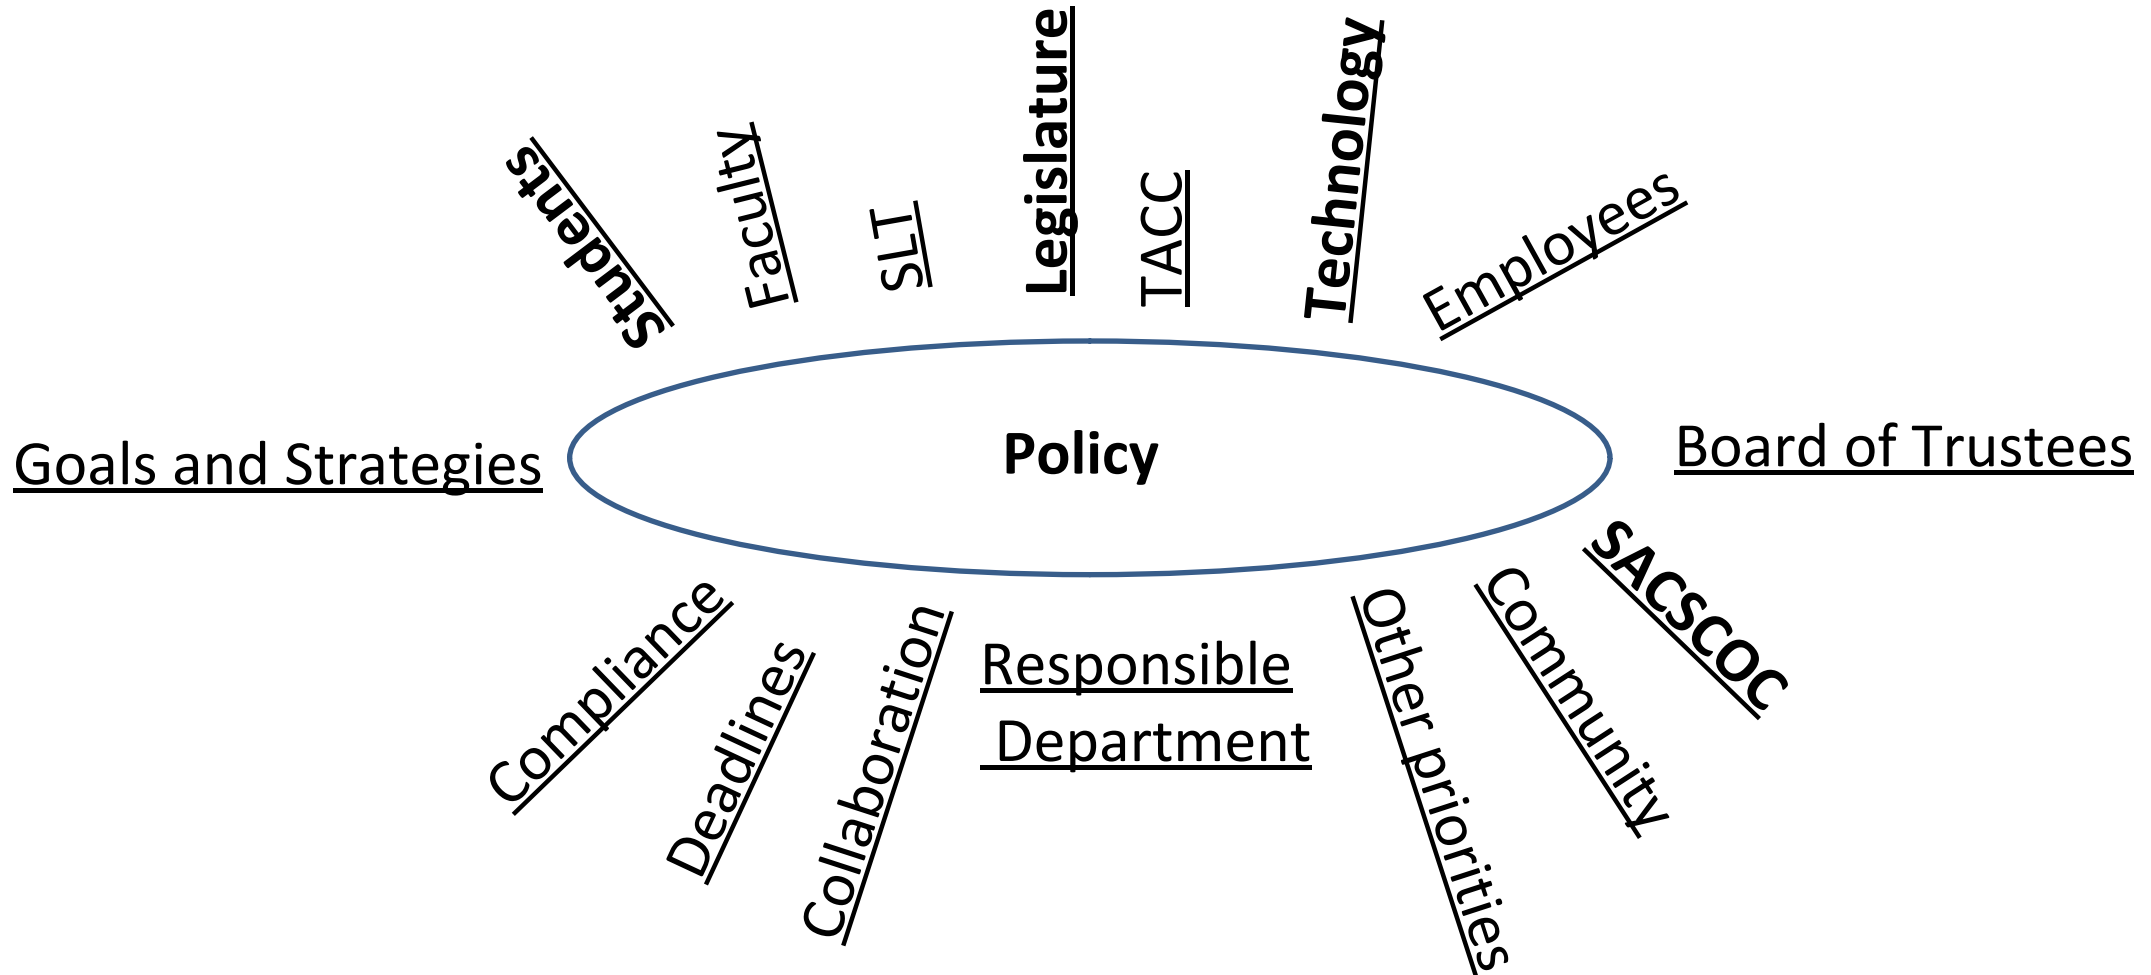 Students
Faculty
SLT
Legislature
TACC
Technology
Employees
Goals and Strategies
Policy
Board of Trustees
SACSCOC
Compliance
Deadlines
Collaboration
Responsible
Department
Other priorities
Community